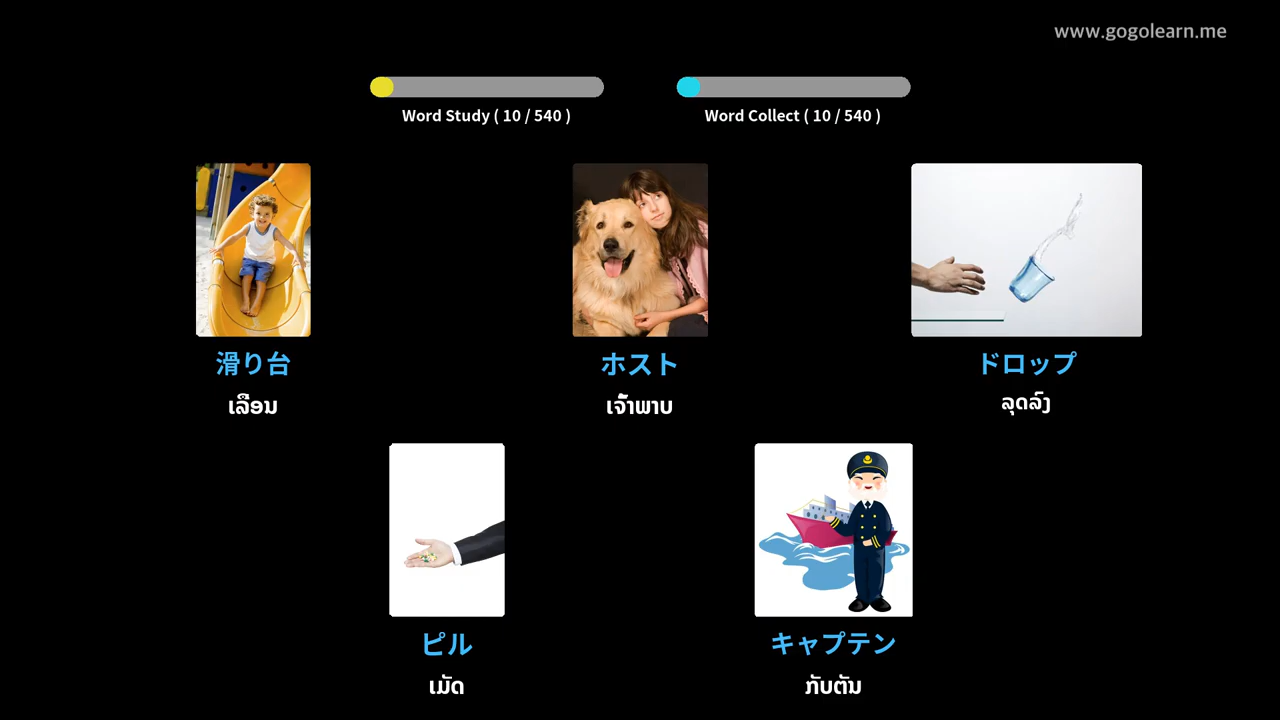 www.gogolearn.me
Word Study ( 10 / 540 )
Word Collect ( 10 / 540 )
滑り台
ເລືອນ
ホスト
ເຈົ້າພາບ
ドロップ
ລຸດລົງ
ピル
ເມັດ
キャプテン
ກັບຕັນ